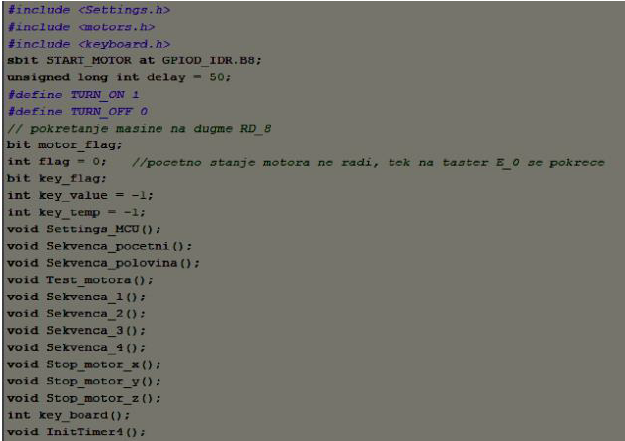 #include <Settings.h>
#include <motors.h>
#include <keyboard.h>
sbit START_MOTOR at GPIOD_IDR.B8;
unsigned long int delay = 50;
#define TURN_ON 1
#define TURN_OFF 0
// pokretanje masine na dugme RD_8
bit motor_flag;
int flag = 0;   //pocetno stanje motora ne radi, tek na taster E_0 se pokrece
bit key_flag;
int key_value = -1;
int key_temp = -1;
void Settings_MCU();
void Sekvenca_pocetni();
void Sekvenca_polovina();
void Test_motora();
void Sekvenca_1();
void Sekvenca_2();
void Sekvenca_3();
void Sekvenca_4();
void Stop_motor_x();
void Stop_motor_y();
void Stop_motor_z();
int key_board();
void InitTimer4();